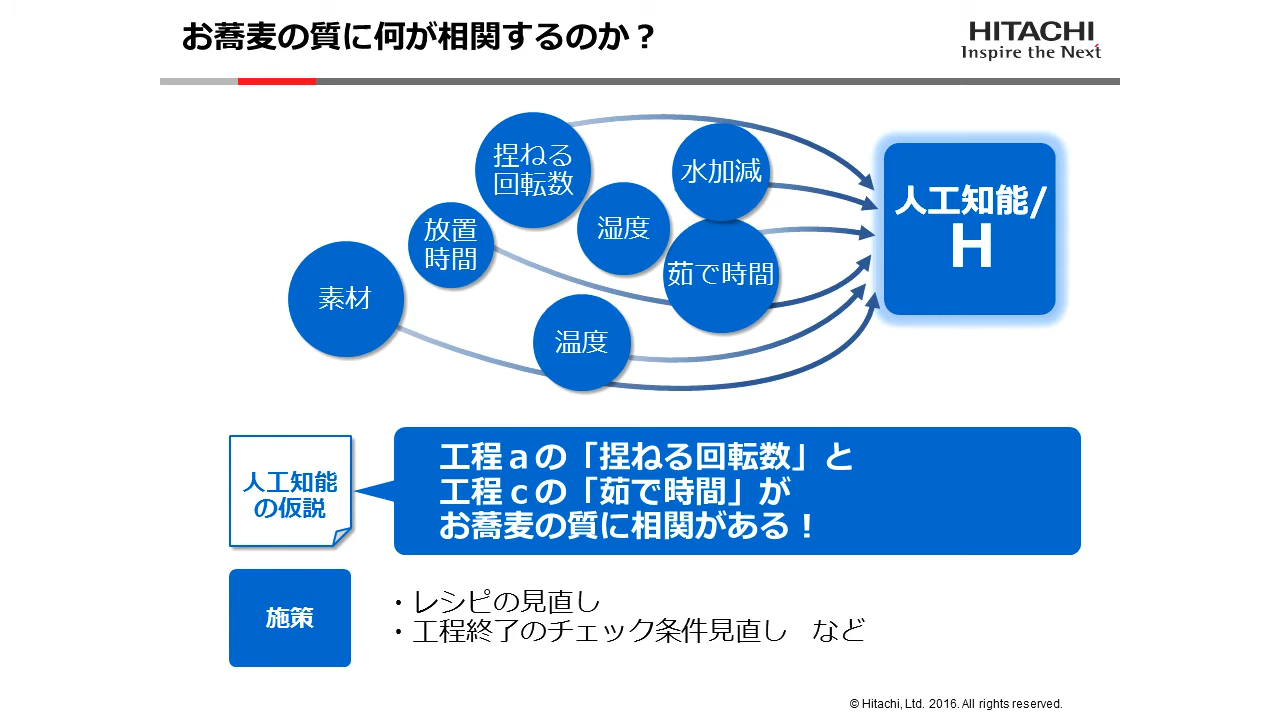 お蕎麦の質に何が相関するのか？
HITACHI
Inspire the Next
捏ねる
回転数
水加減
放置
時間
湿度
茹で時間
素材
温度
人工知能/
H
人工知能
の仮説
工程ａの「捏ねる回転数」と
工程ｃの「茹で時間」が
お蕎麦の質に相関がある！
施策
・レシピの見直し
・工程終了のチェック条件見直し　など
© Hitachi, Ltd. 2016. All rights reserved.